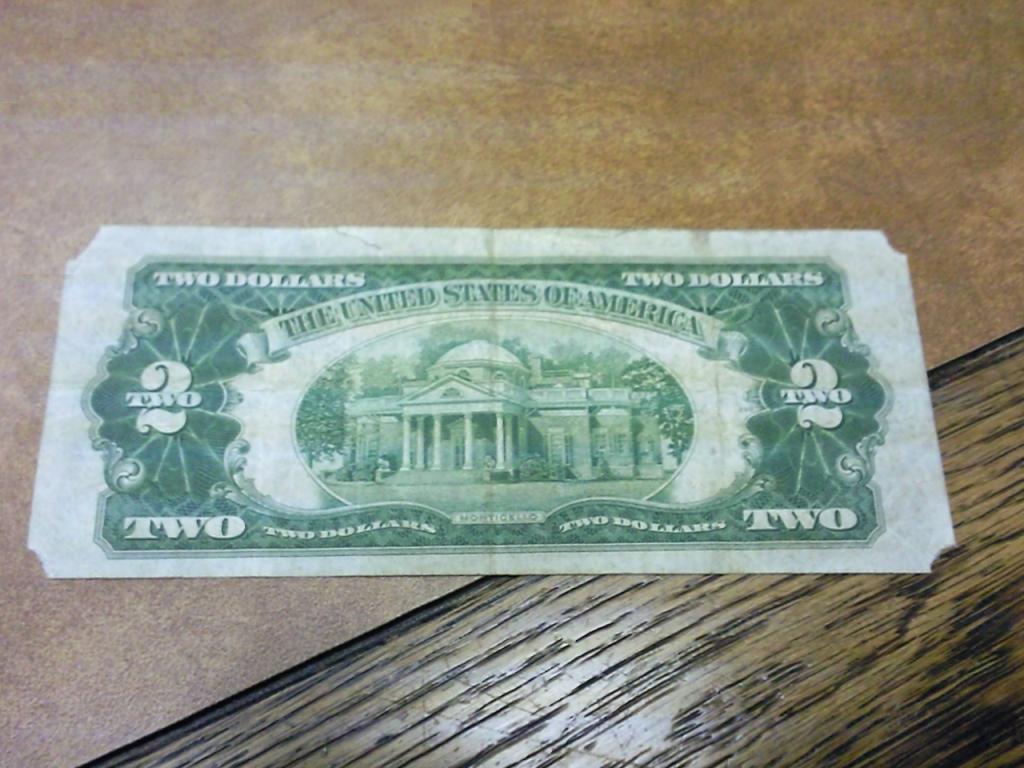 TWO DOLLARS TWO DOLLARS
THE UNITED STATES OF AMERICA
2 2
TWO TWO
MONTICELLO
TWO TWO DOLLARS TWO DOLLARS TWO